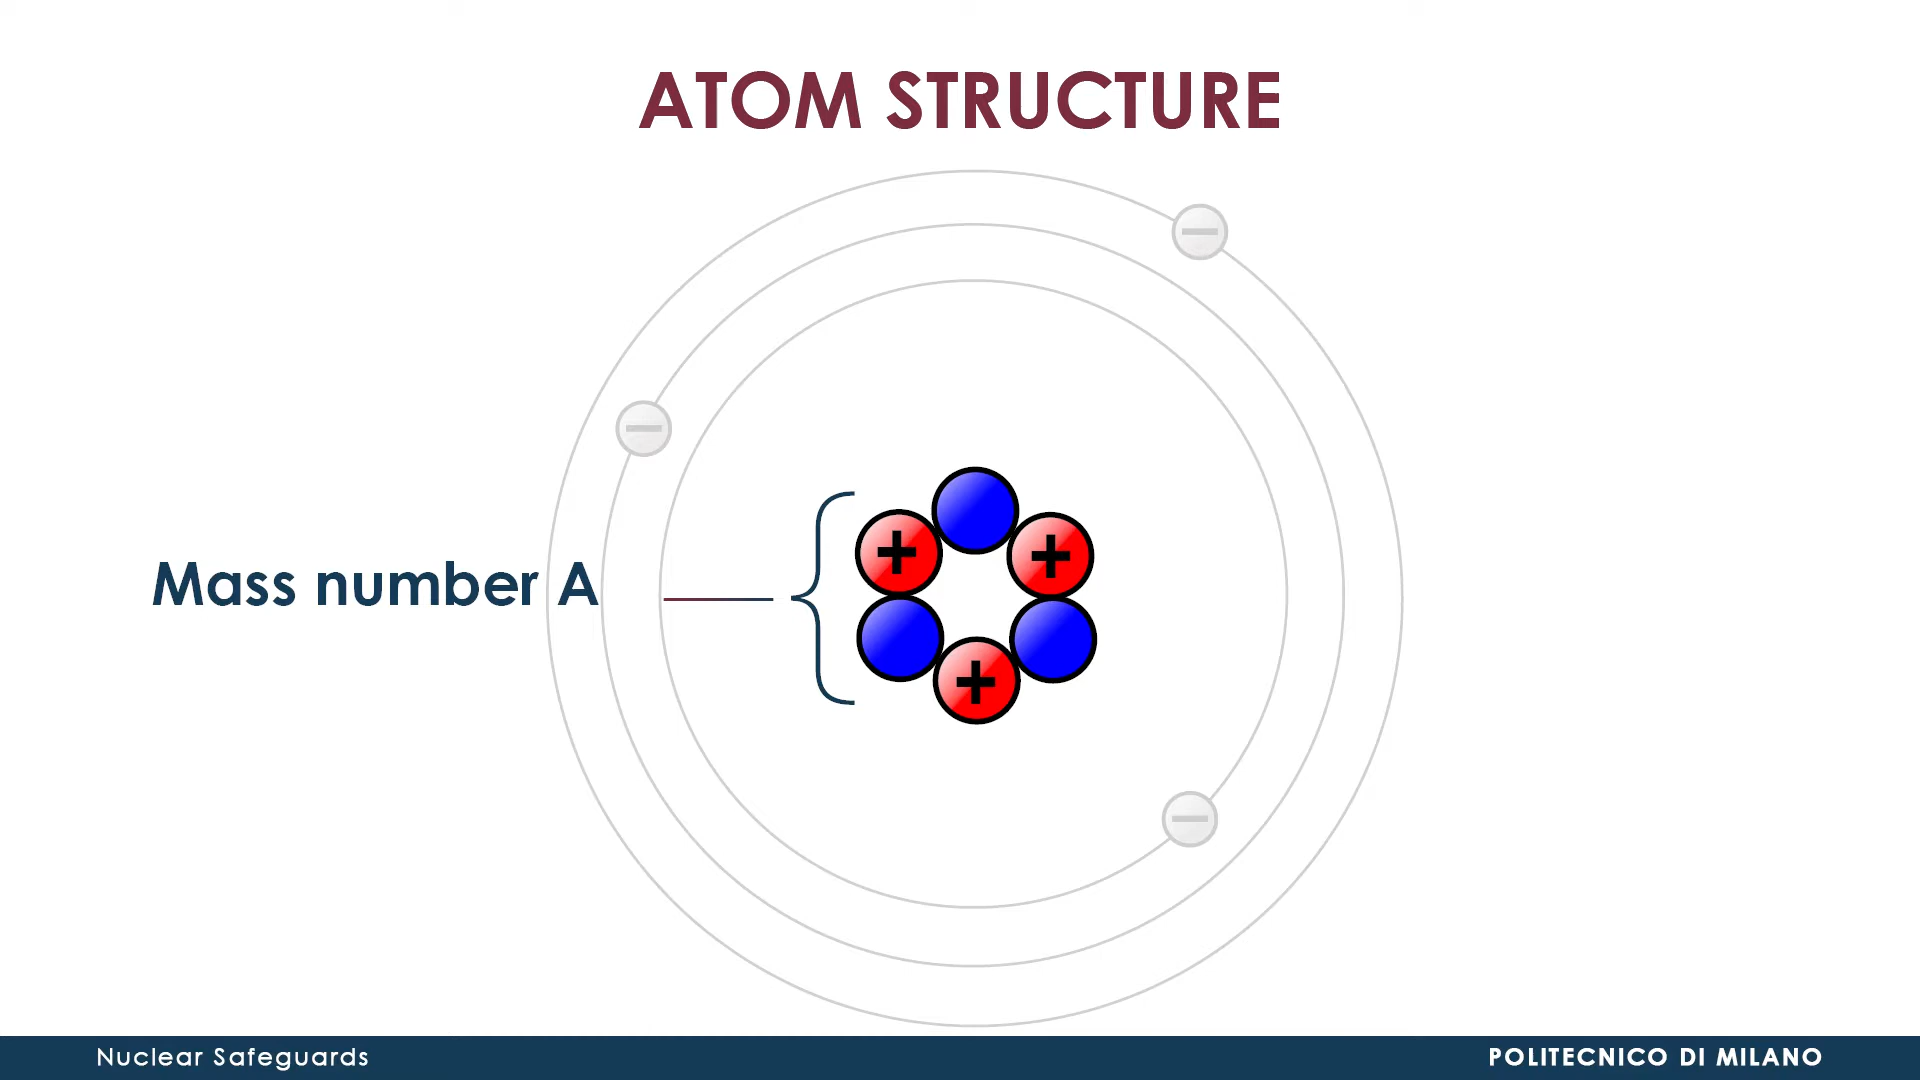 ATOM STRUCTURE
Mass number A
+
+
+
Nuclear Safeguards
POLITECNICO DI MILANO